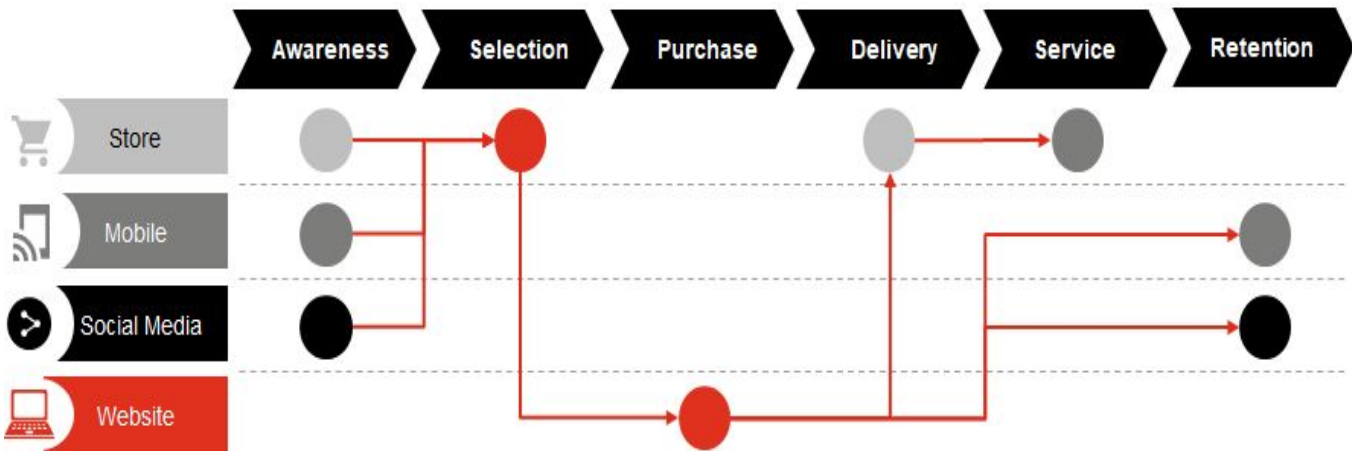 Awareness
Selection
Purchase
Delivery
Service
Retention
Store
Mobile
Social Media
Website